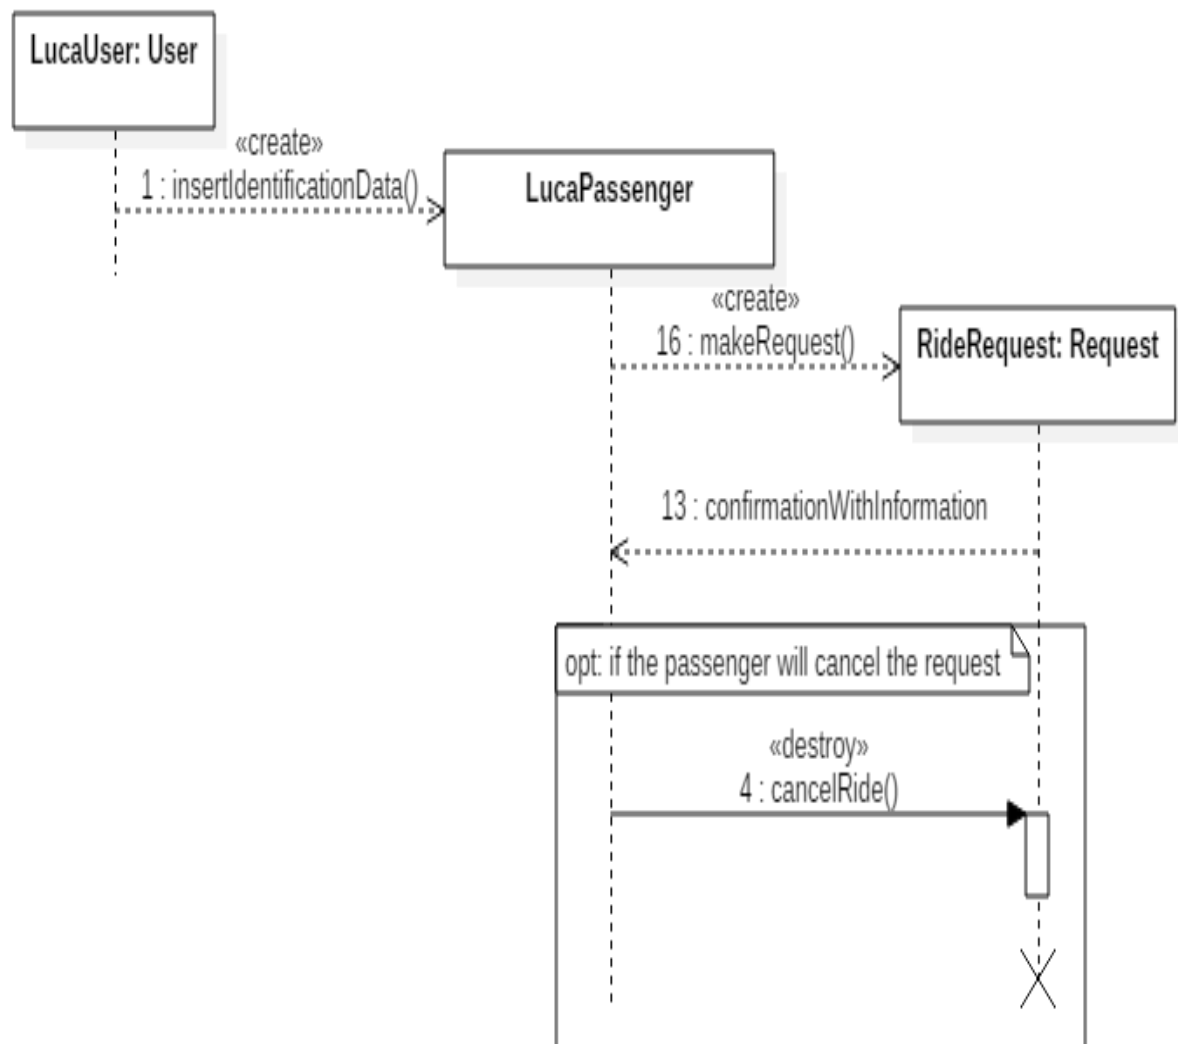 LucaUser: User
«create»
1 : insertIdentificationData()
LucaPassenger
«create»
16 : makeRequest()
RideRequest: Request
13 : confirmationWithInformation
opt: if the passenger will cancel the request
«destroy»
4 : cancelRide()